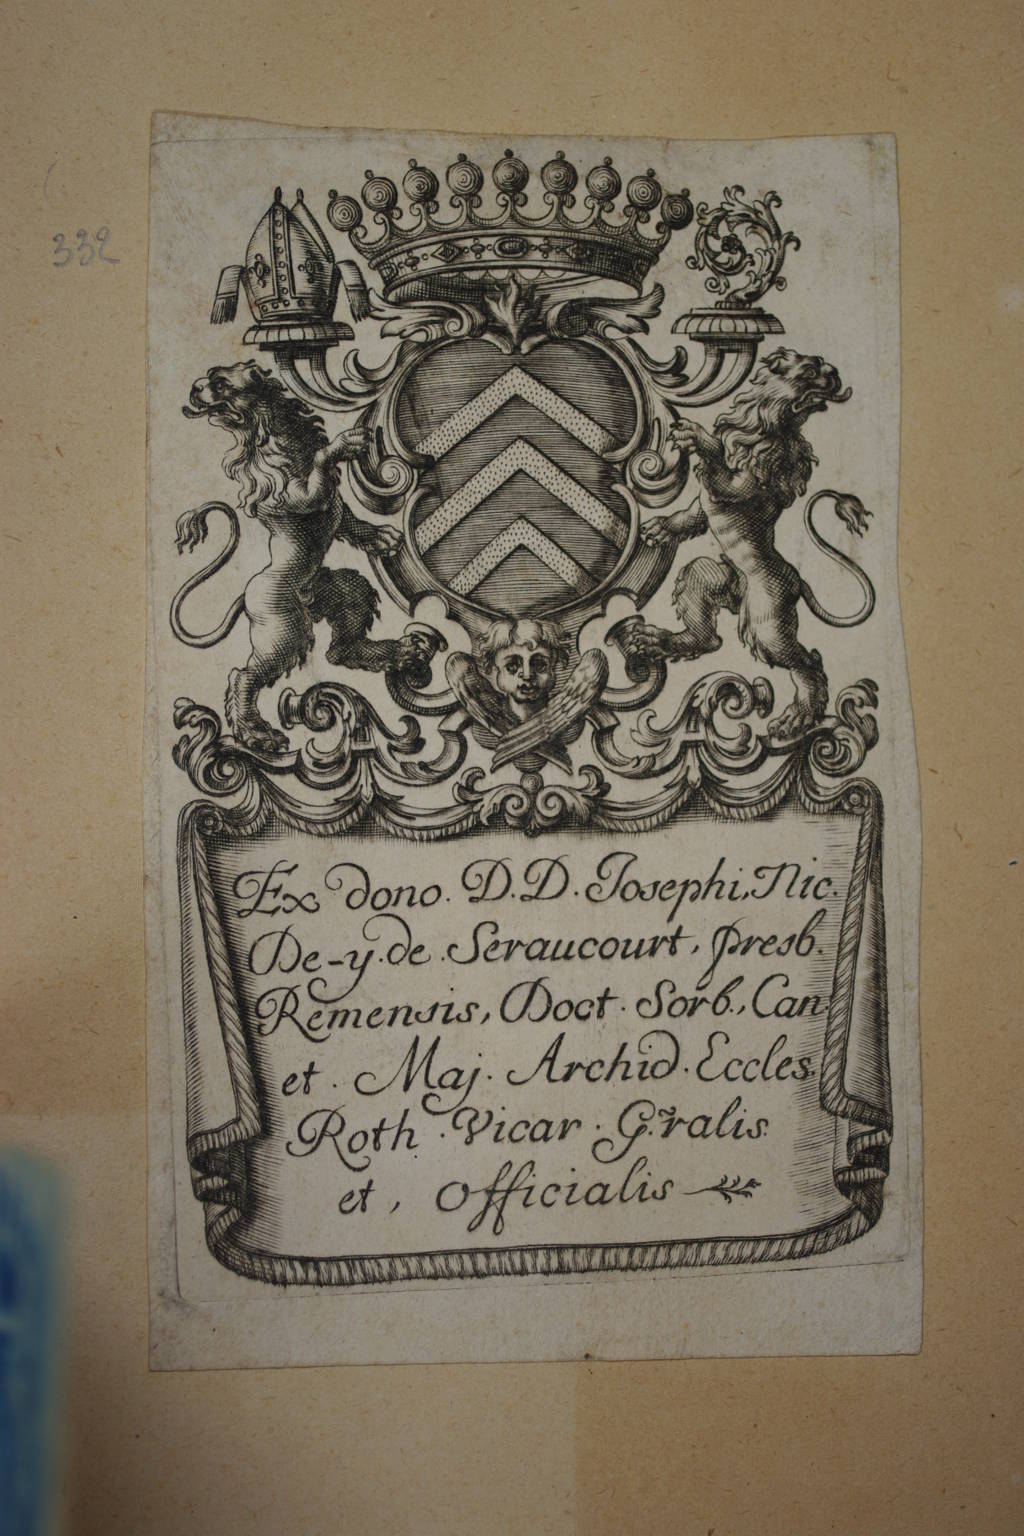 332
Ex dono. D. D. Josephi, Nic.
De-y. de Seraucourt, presb.
Remensis, Doct. Sorb., Can.
et. Maj. Archid. Eccles.
Roth. Vicar. G~ralis.
et, Officialis